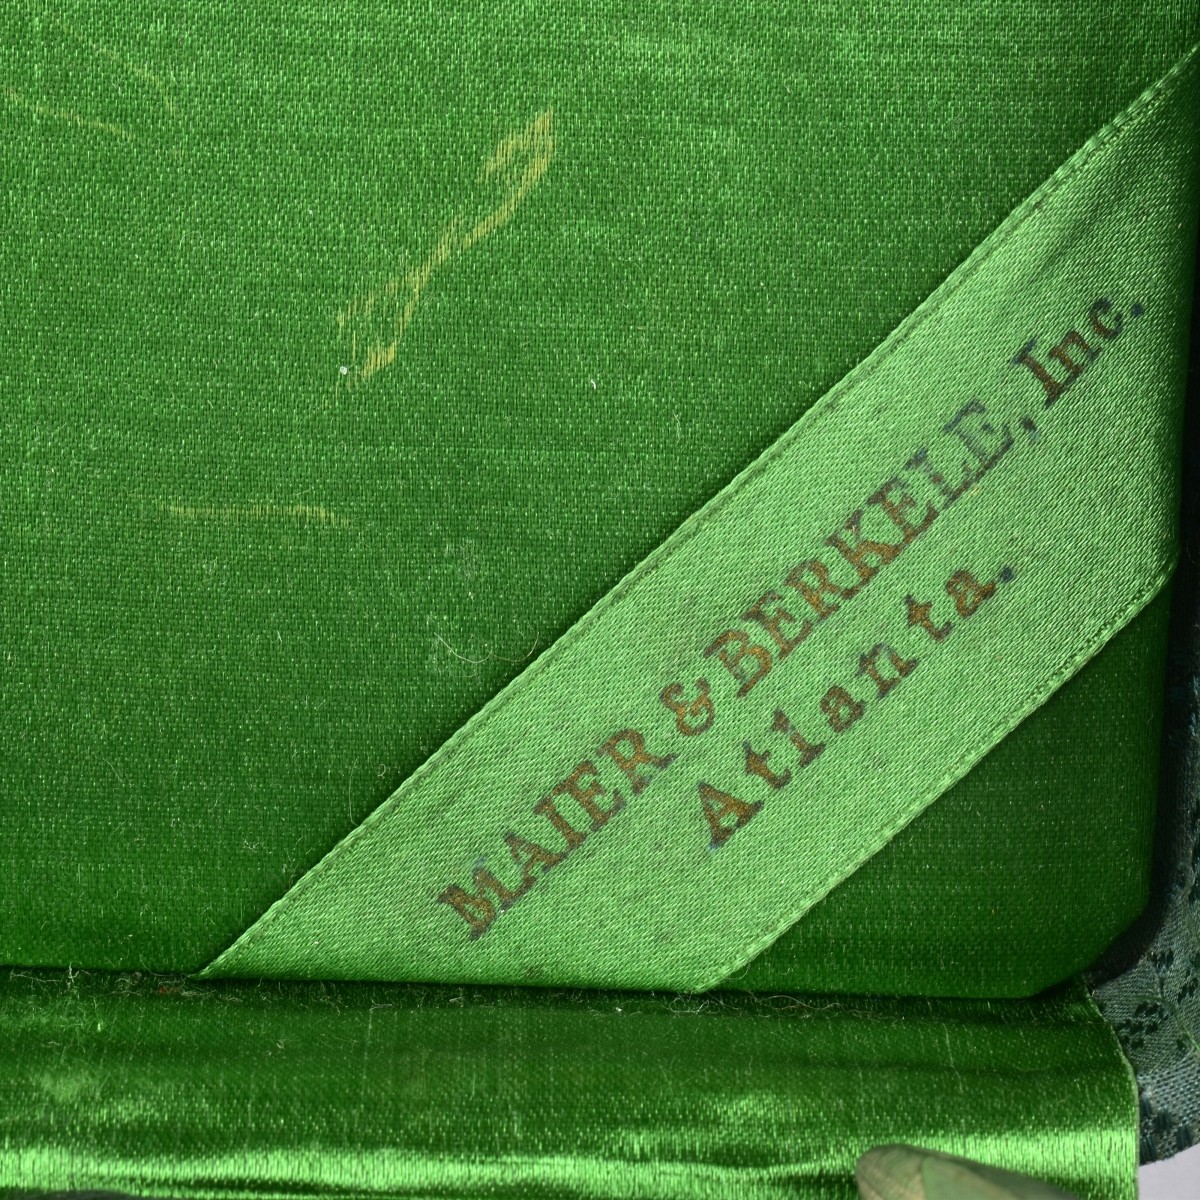 MAIER & BERKELE, Inc.
Atlanta.